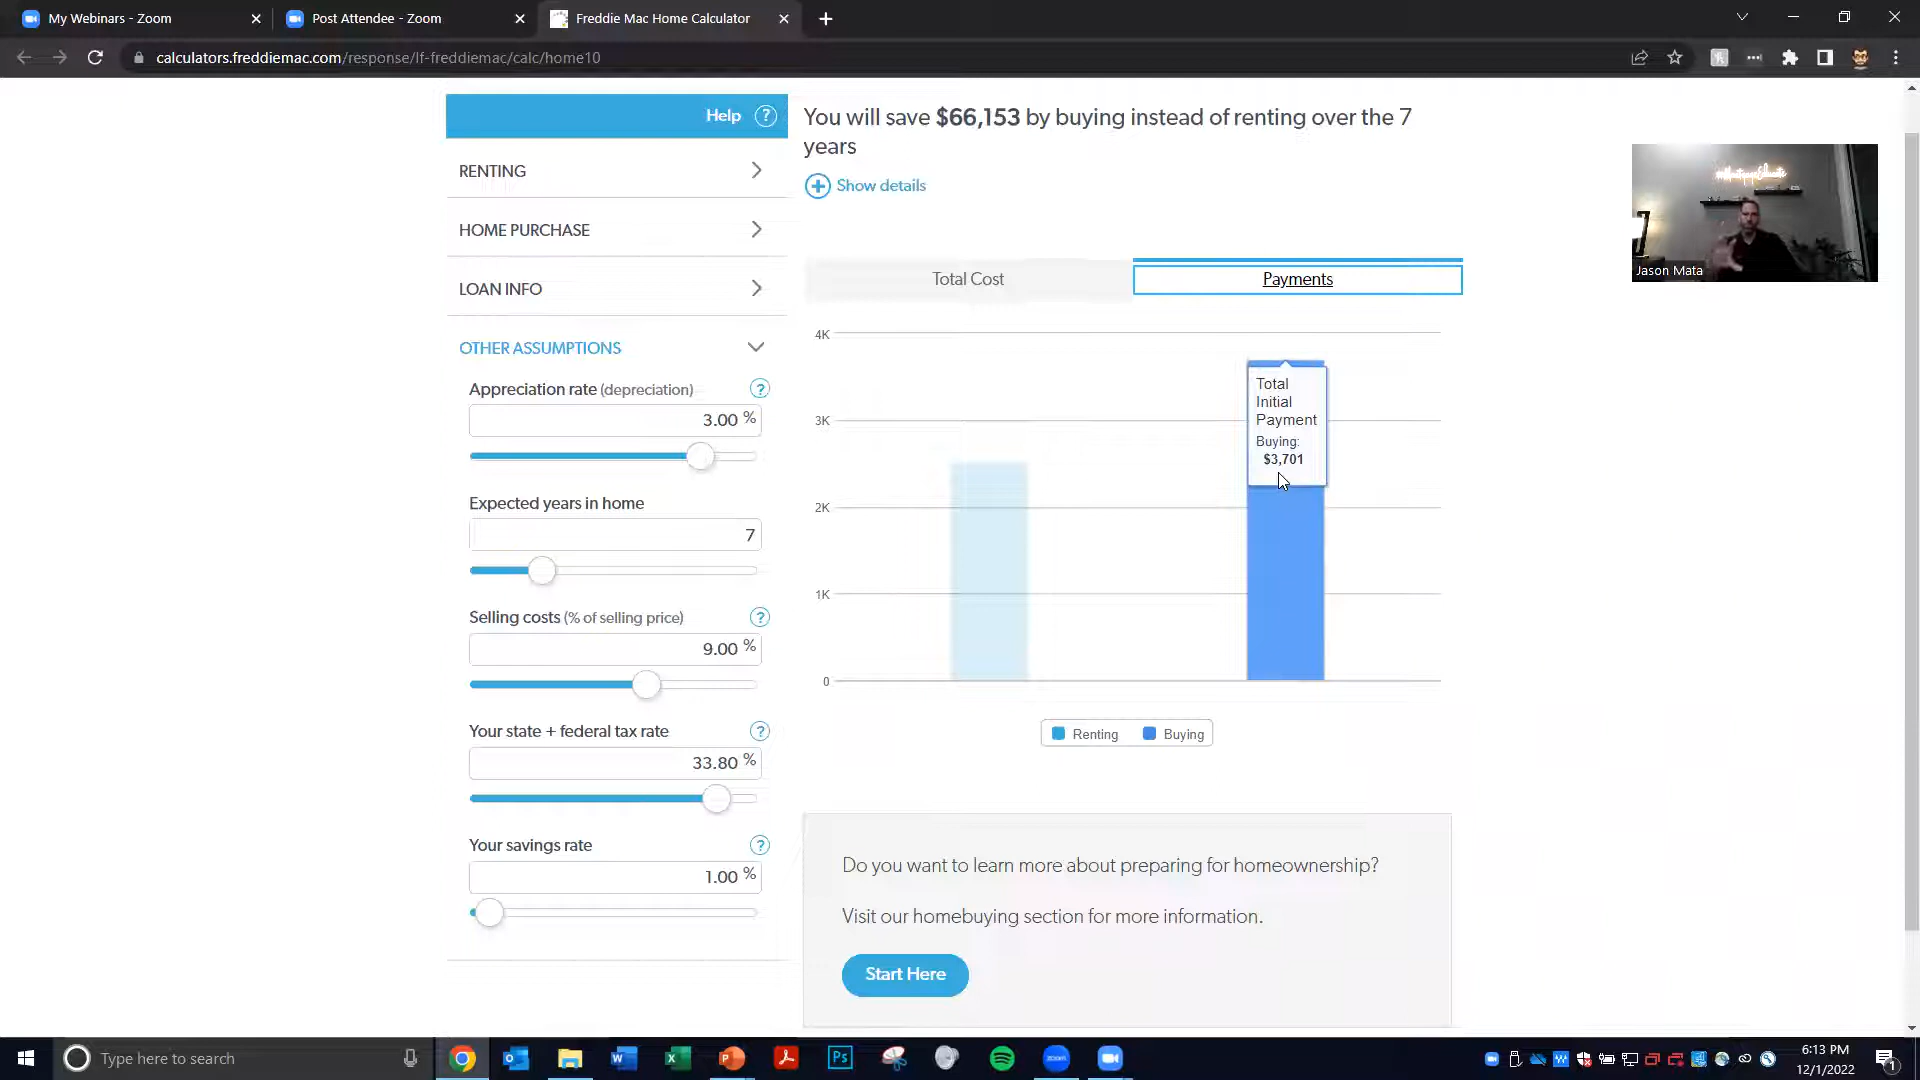 My Webinars - Zoom
Post Attendee - Zoom
Freddie Mac Home Calculator
calculators.freddiemac.com/response/lf-freddiemac/calc/home10
Help ?
RENTING
HOME PURCHASE
LOAN INFO
OTHER ASSUMPTIONS
Appreciation rate (depreciation) ?
3.00 %
Expected years in home
7
Selling costs (% of selling price) ?
9.00 %
Your state + federal tax rate ?
33.80 %
Your savings rate ?
1.00 %
You will save $66,153 by buying instead of renting over the 7
years
Show details
Total Cost
Payments
4K
3K
2K
1K
0
Total
Initial
Payment
Buying:
$3,701
Renting
Buying
Do you want to learn more about preparing for homeownership?
Visit our homebuying section for more information.
Start Here
Jason Mata
Type here to search
6:13 PM
12/1/2022
1